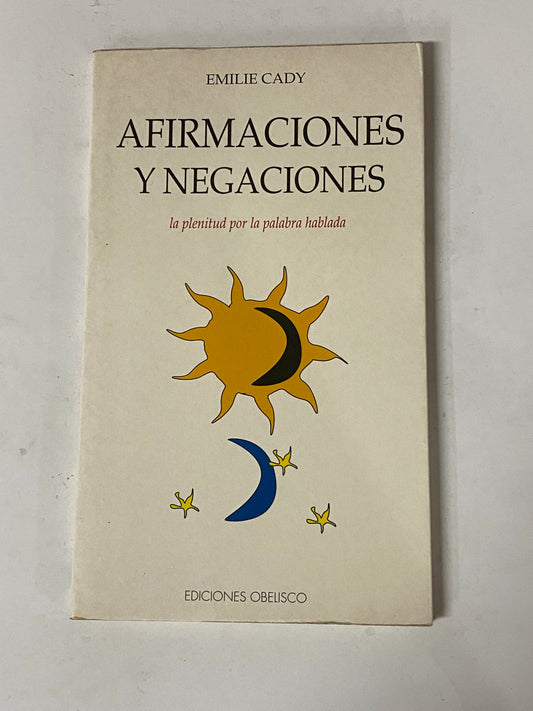 EMILIE CADY
AFIRMACIONES
Y NEGACIONES
la plenitud por la palabra hablada
EDICIONES OBELISCO